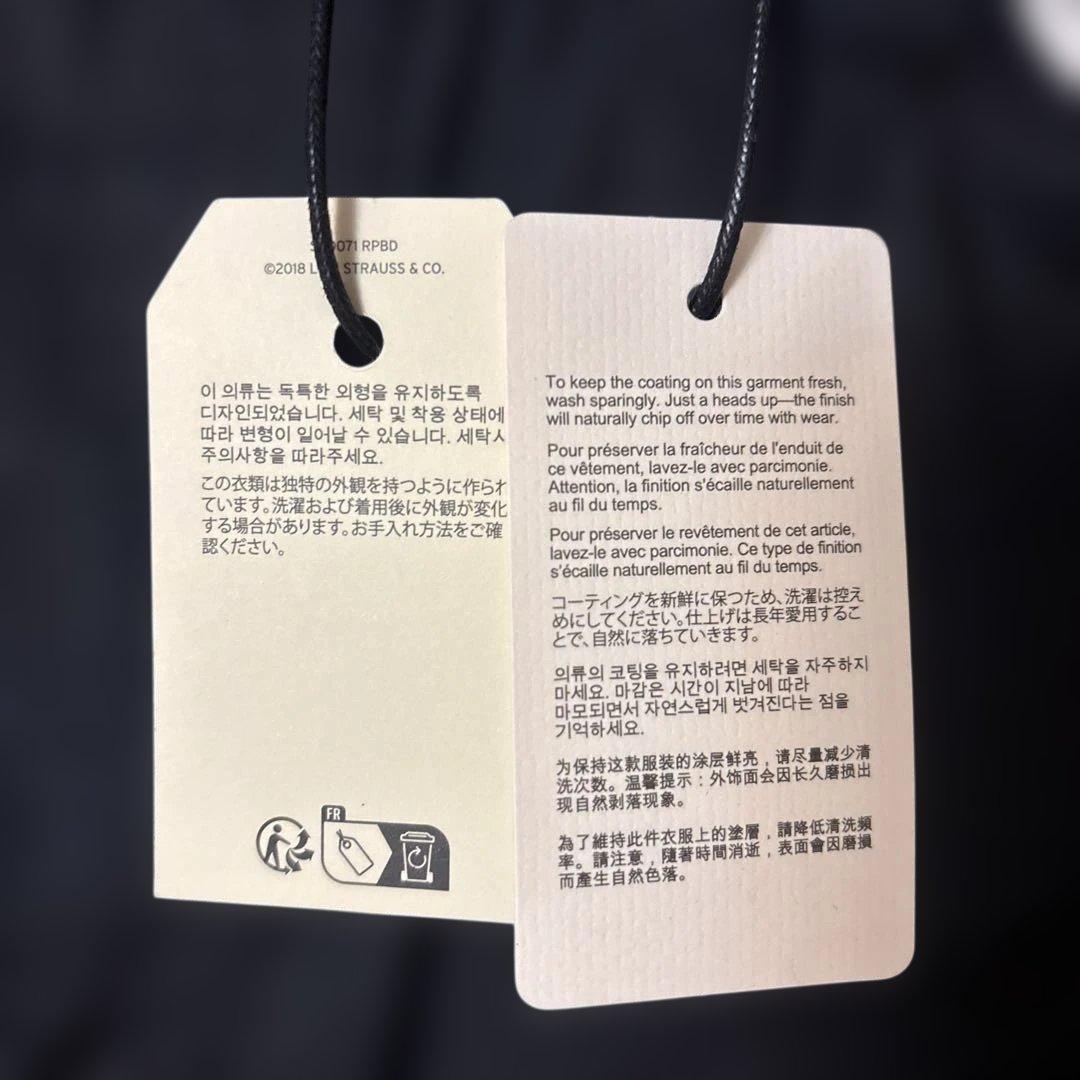 RPBD
©2018 STRAUSS & CO.
이 의류는 독특한 외형을 유지하도록
디자인되었습니다. 세탁 및 착용 상태에
따라 변형이 일어날 수 있습니다. 세탁시
주의사항을 따라주세요.
この衣類は独特の外観を持つように作られ
ています。洗濯および着用後に外観が変化
する場合があります。お手入れ方法をご確
認ください。
FR
To keep the coating on this garment fresh,
wash sparingly. Just a heads up—the finish
will naturally chip off over time with wear.
Pour préserver la fraîcheur de l'enduit de
ce vêtement, lavez-le avec parcimonie.
Attention, la finition s'écaille naturellement
au fil du temps.
Pour préserver le revêtement de cet article,
lavez-le avec parcimonie. Ce type de finition
s'écaille naturellement au fil du temps.
コーティングを新鮮に保つため、洗濯は控え
めにしてください。仕上げは長年愛用するこ
とで、自然に落ちていきます。
의류의 코팅을 유지하려면 세탁을 자주하지
마세요. 마감은 시간이 지남에 따라
마모되면서 자연스럽게 벗겨진다는 점을
기억하세요.
为保持这款服装的涂层鲜亮，请尽量减少清
洗次数。温馨提示：外饰面会因长久磨损出
现自然剥落现象。
為了維持此件衣服上的塗層，請降低清洗頻
率。請注意，隨著時間消逝，表面會因磨損
而產生自然色落。